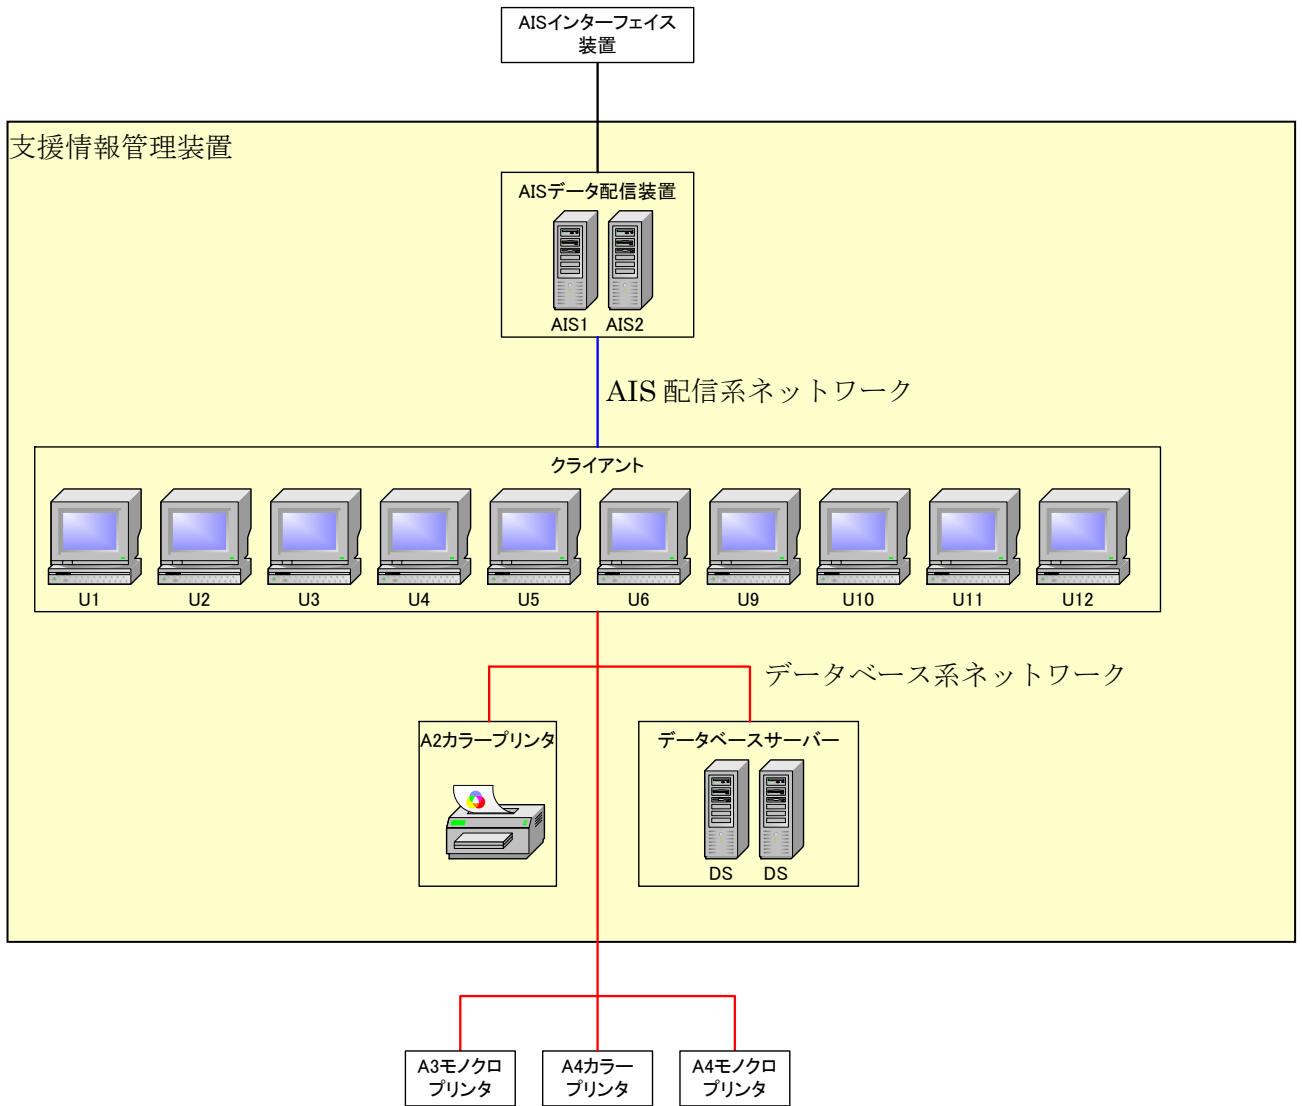 AISインターフェイス
装置
支援情報管理装置
AISデータ配信装置
AIS1 AIS2
AIS 配信系ネットワーク
クライアント
U1 U2 U3 U4 U5 U6 U9 U10 U11 U12
データベース系ネットワーク
A2カラープリンタ
データベースサーバー
DS DS
A3モノクロ
プリンタ
A4カラー
プリンタ
A4モノクロ
プリンタ